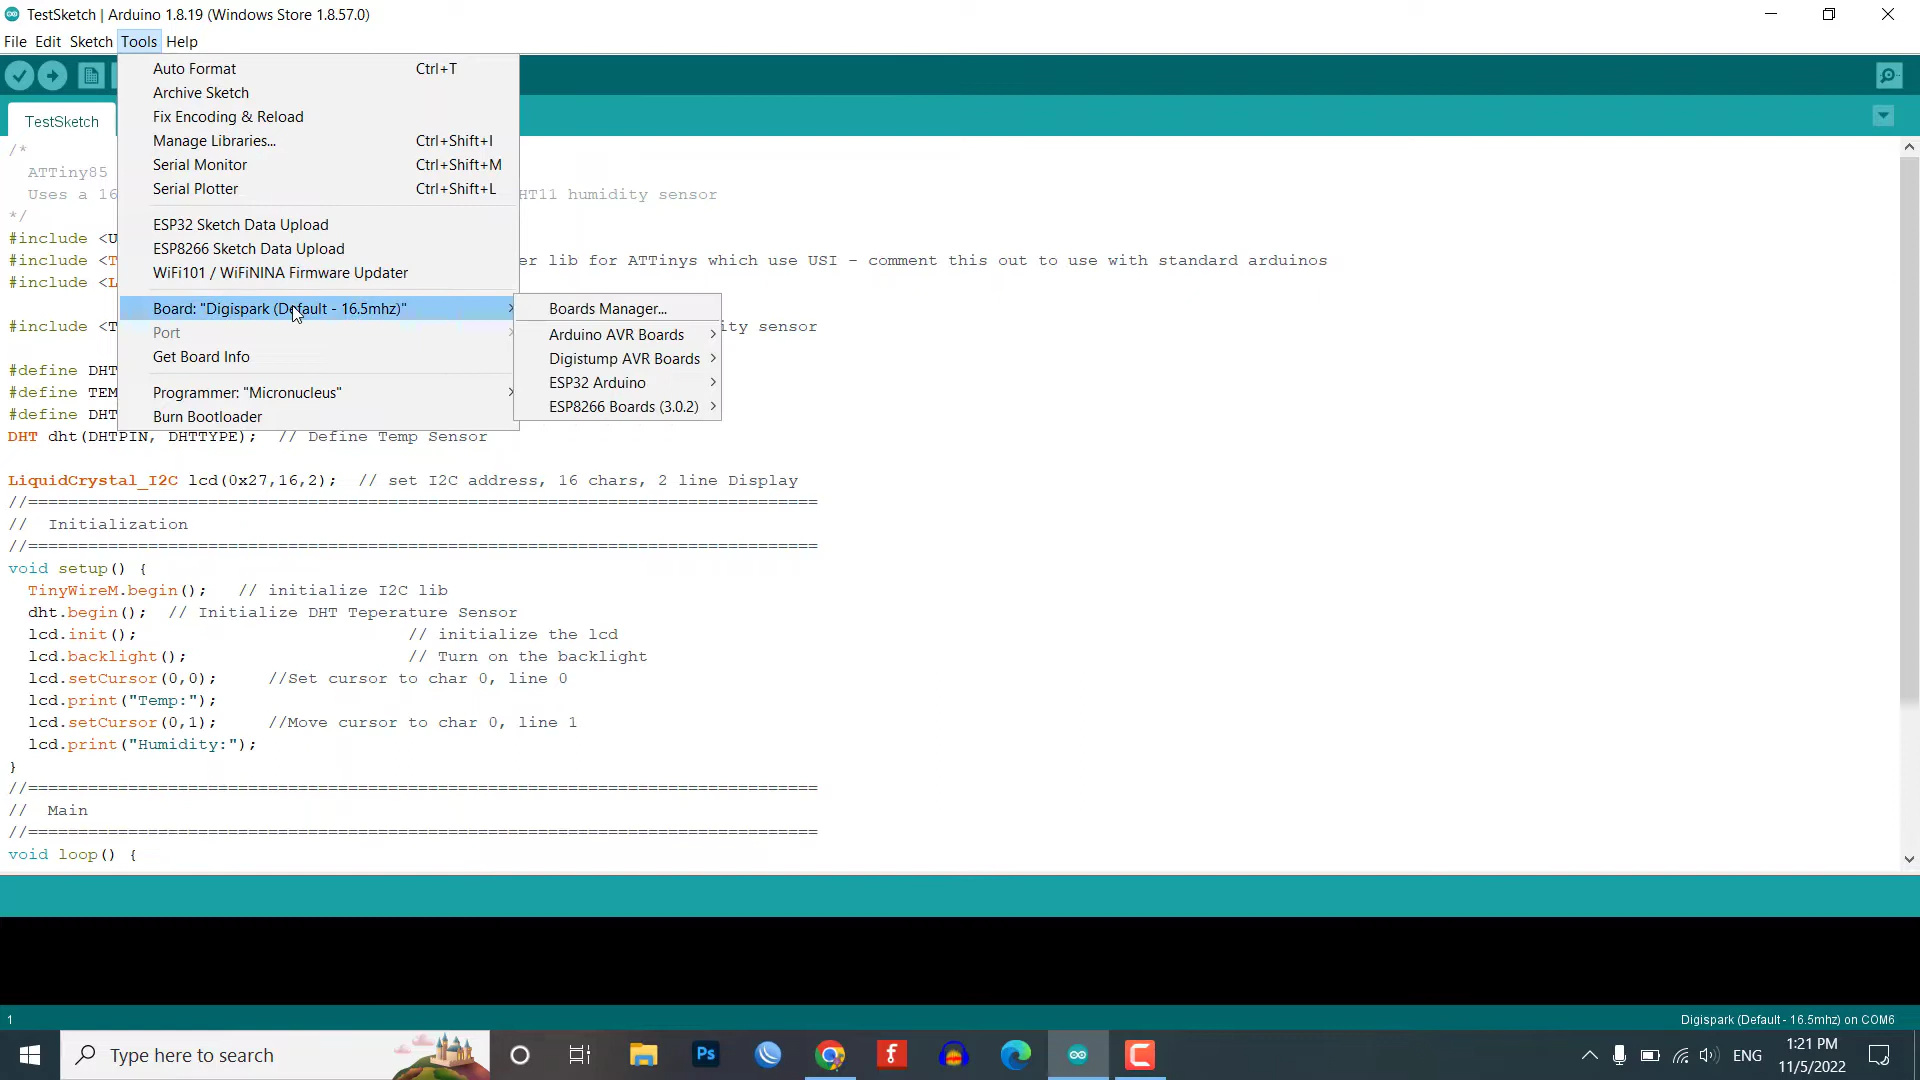 TestSketch | Arduino 1.8.19 (Windows Store 1.8.57.0)
File Edit Sketch Tools Help
Auto Format Ctrl+T
Archive Sketch
Fix Encoding & Reload
Manage Libraries... Ctrl+Shift+I
Serial Monitor Ctrl+Shift+M
Serial Plotter Ctrl+Shift+L
ESP32 Sketch Data Upload
ESP8266 Sketch Data Upload
WiFi101 / WiFiNINA Firmware Updater
Board: "Digispark (Default - 16.5mhz)"
Port
Get Board Info
Programmer: "Micronucleus"
Burn Bootloader
Boards Manager...
Arduino AVR Boards
Digistump AVR Boards
ESP32 Arduino
ESP8266 Boards (3.0.2)
TestSketch
/*
ATTiny85
Uses a 16 HT11 humidity sensor
*/
#include <U
#include <T er lib for ATTinys which use USI - comment this out to use with standard arduinos
#include <L
#include <T ity sensor
#define DHT
#define TEM
#define DHT
DHT dht(DHTPIN, DHTTYPE); // Define Temp Sensor
LiquidCrystal_I2C lcd(0x27,16,2); // set I2C address, 16 chars, 2 line Display
//===============================================================================
// Initialization
//===============================================================================
void setup() {
TinyWireM.begin(); // initialize I2C lib
dht.begin(); // Initialize DHT Teperature Sensor
lcd.init(); // initialize the lcd
lcd.backlight(); // Turn on the backlight
lcd.setCursor(0,0); //Set cursor to char 0, line 0
lcd.print("Temp:");
lcd.setCursor(0,1); //Move cursor to char 0, line 1
lcd.print("Humidity:");
}
//===============================================================================
// Main
//===============================================================================
void loop() {
1
Digispark (Default - 16.5mhz) on COM6
Type here to search
Ps
f
ENG
1:21 PM
11/5/2022